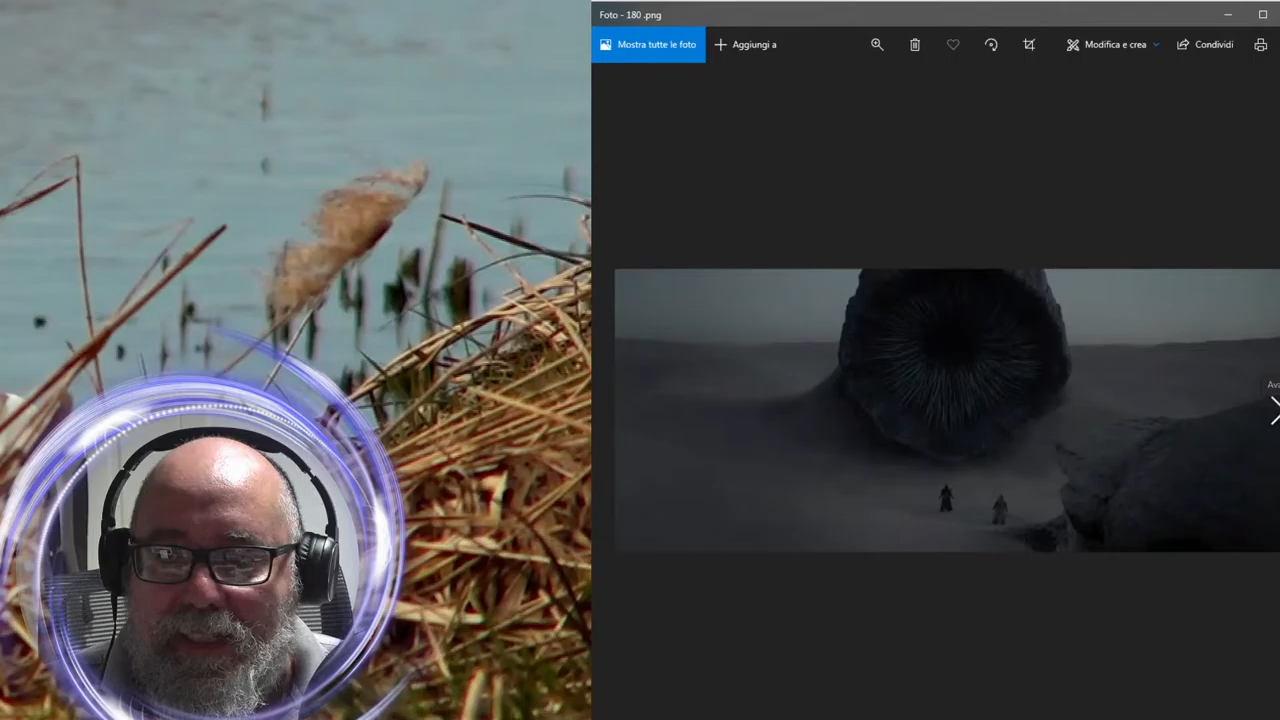 Foto - 180 .png
Mostra tutte le foto
Aggiungi a
Modifica e crea
Condividi